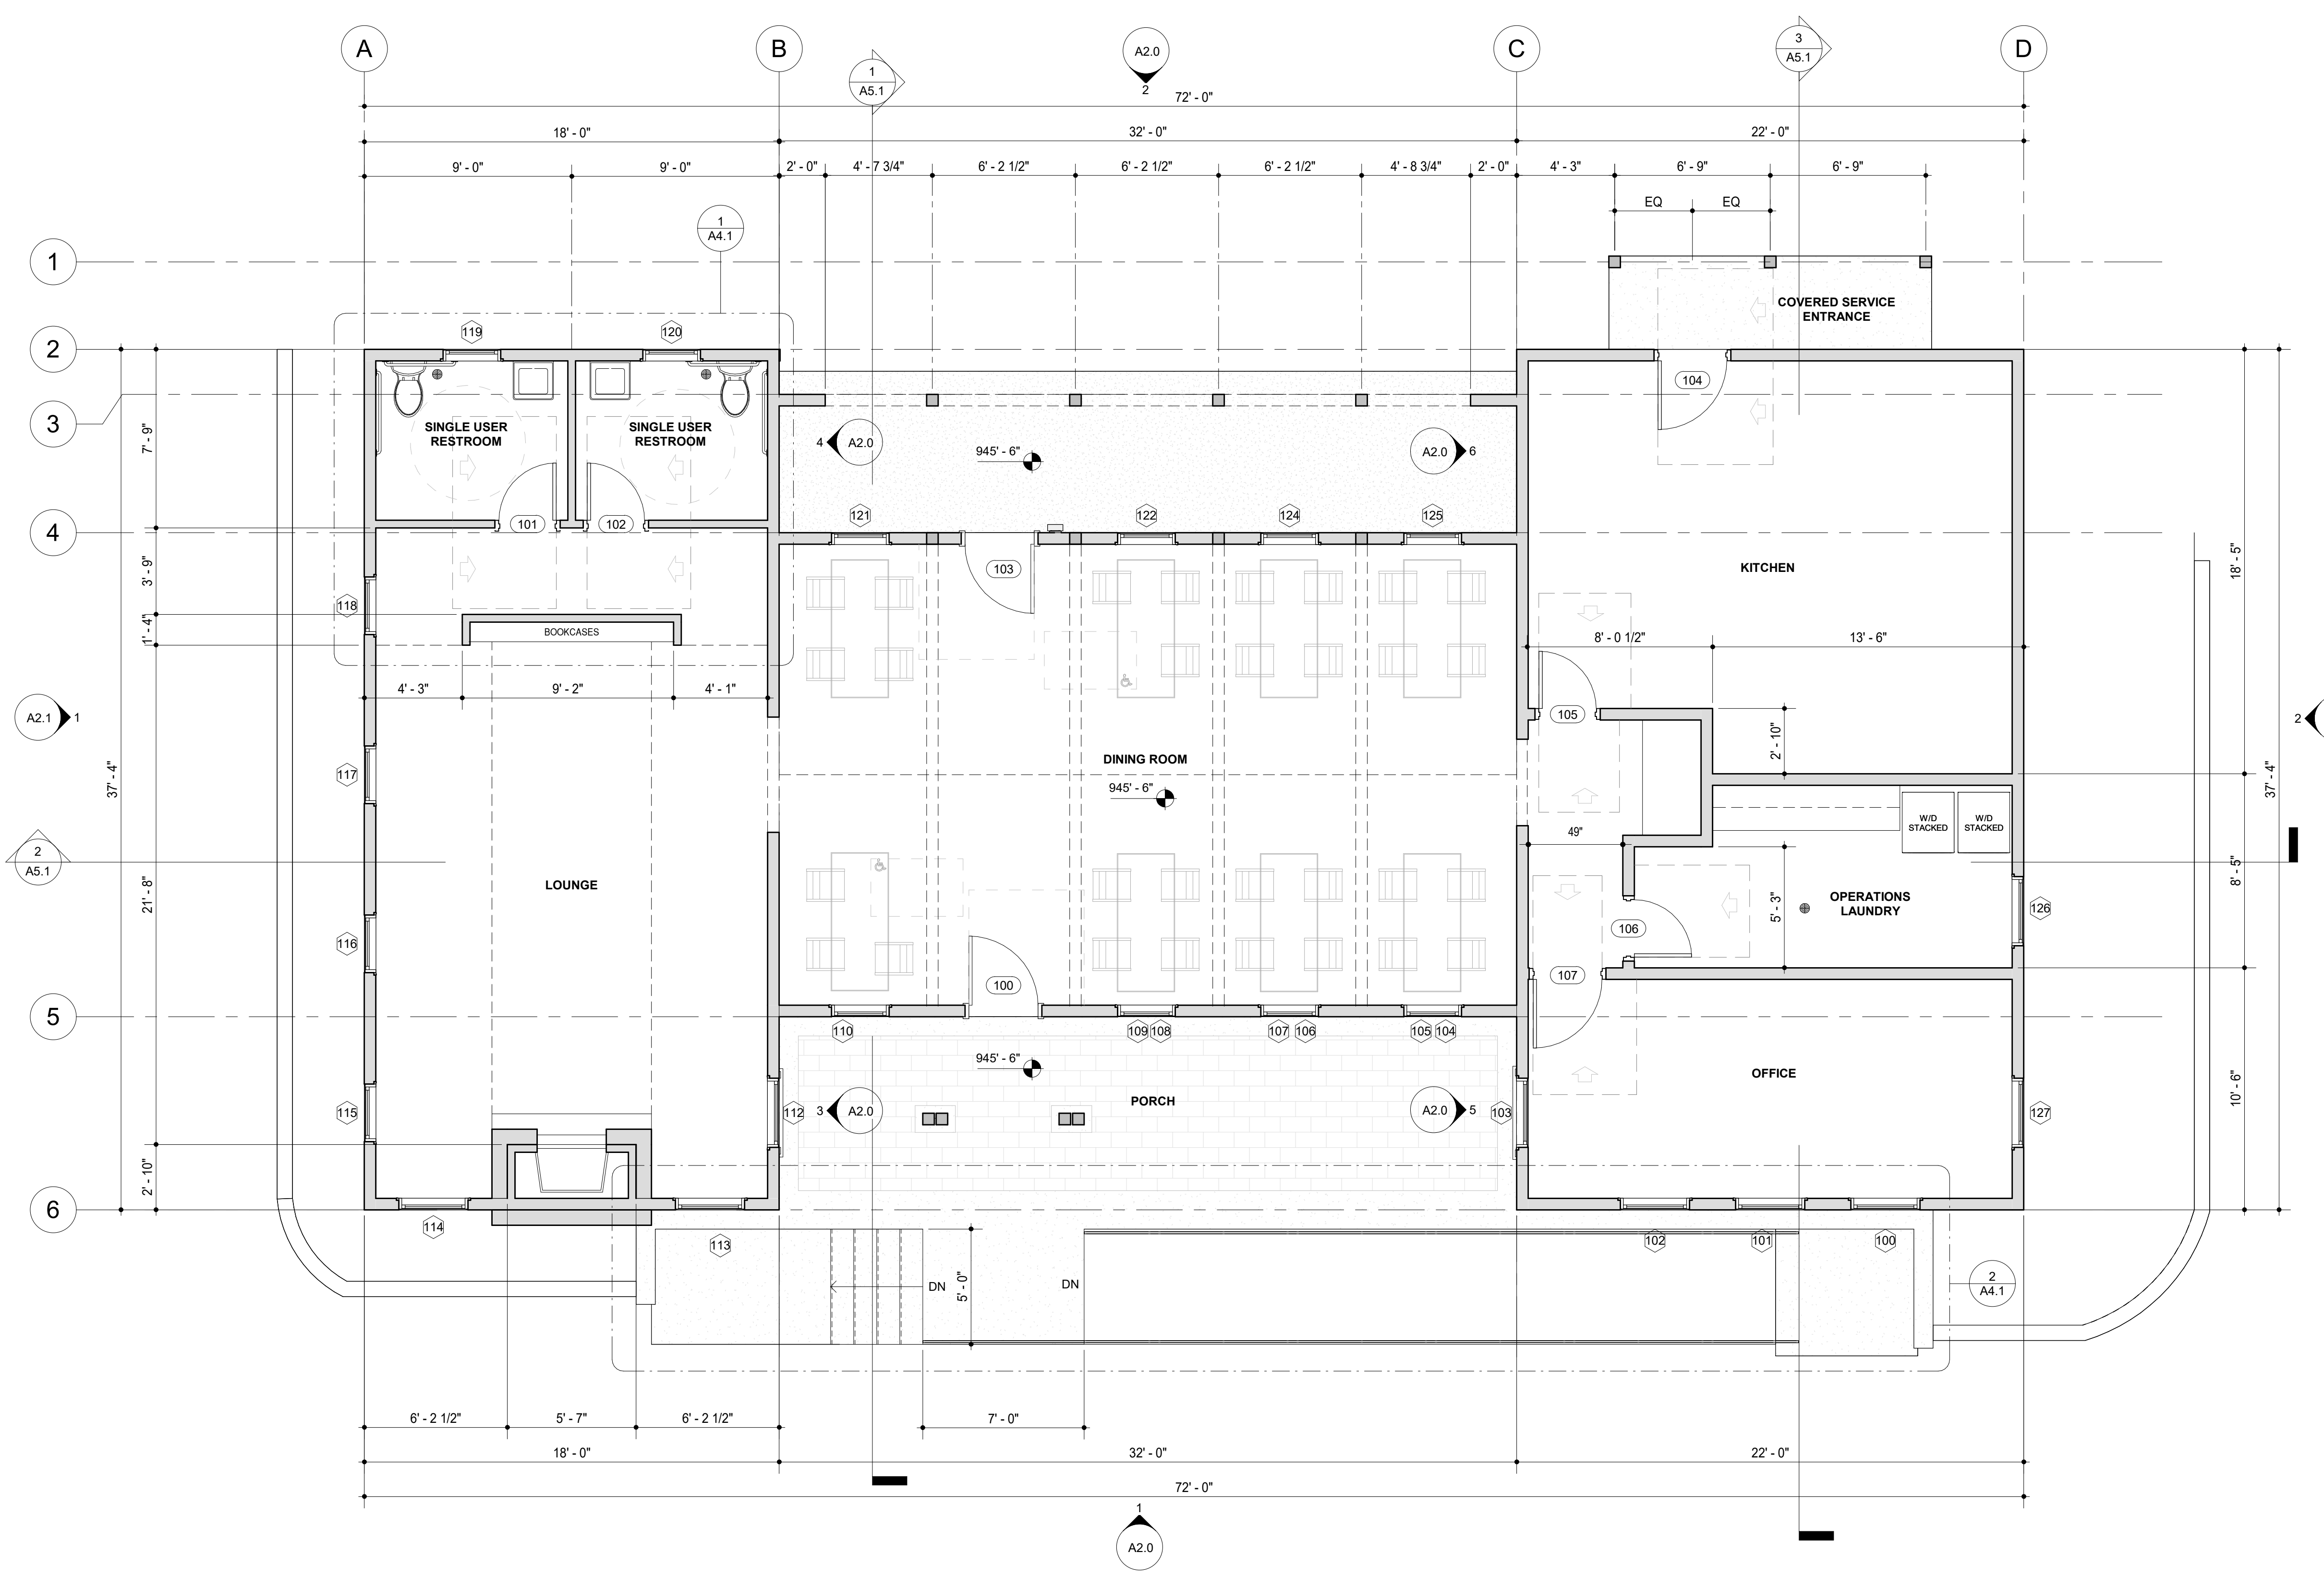 A
B
C
D
1
A5.1
A2.0
2
3
A5.1
72' - 0"
18' - 0"
32' - 0"
22' - 0"
9' - 0"
9' - 0"
2' - 0"
4' - 7 3/4"
6' - 2 1/2"
6' - 2 1/2"
6' - 2 1/2"
4' - 8 3/4"
2' - 0"
4' - 3"
6' - 9"
6' - 9"
EQ
EQ
1
A4.1
1
COVERED SERVICE
ENTRANCE
119
120
2
104
3
SINGLE USER
RESTROOM
SINGLE USER
RESTROOM
7' - 9"
4
A2.0
945' - 6"
A2.0
6
121
122
124
125
4
101
102
103
KITCHEN
18' - 5"
3' - 9"
118
1' - 4"
BOOKCASES
8' - 0 1/2"
13' - 6"
4' - 3"
9' - 2"
4' - 1"
A2.1
1
105
2
2' - 10"
DINING ROOM
117
37' - 4"
37' - 4"
945' - 6"
W/D
STACKED
W/D
STACKED
49"
2
A5.1
8' - 5"
LOUNGE
21' - 8"
5' - 3"
OPERATIONS
LAUNDRY
126
106
116
107
100
5
110
109
108
107
106
105
104
945' - 6"
OFFICE
PORCH
10' - 6"
115
112
3
A2.0
A2.0
5
103
127
2' - 10"
6
114
113
102
101
100
DN
DN
5' - 0"
2
A4.1
6' - 2 1/2"
5' - 7"
6' - 2 1/2"
7' - 0"
18' - 0"
32' - 0"
22' - 0"
72' - 0"
1
A2.0